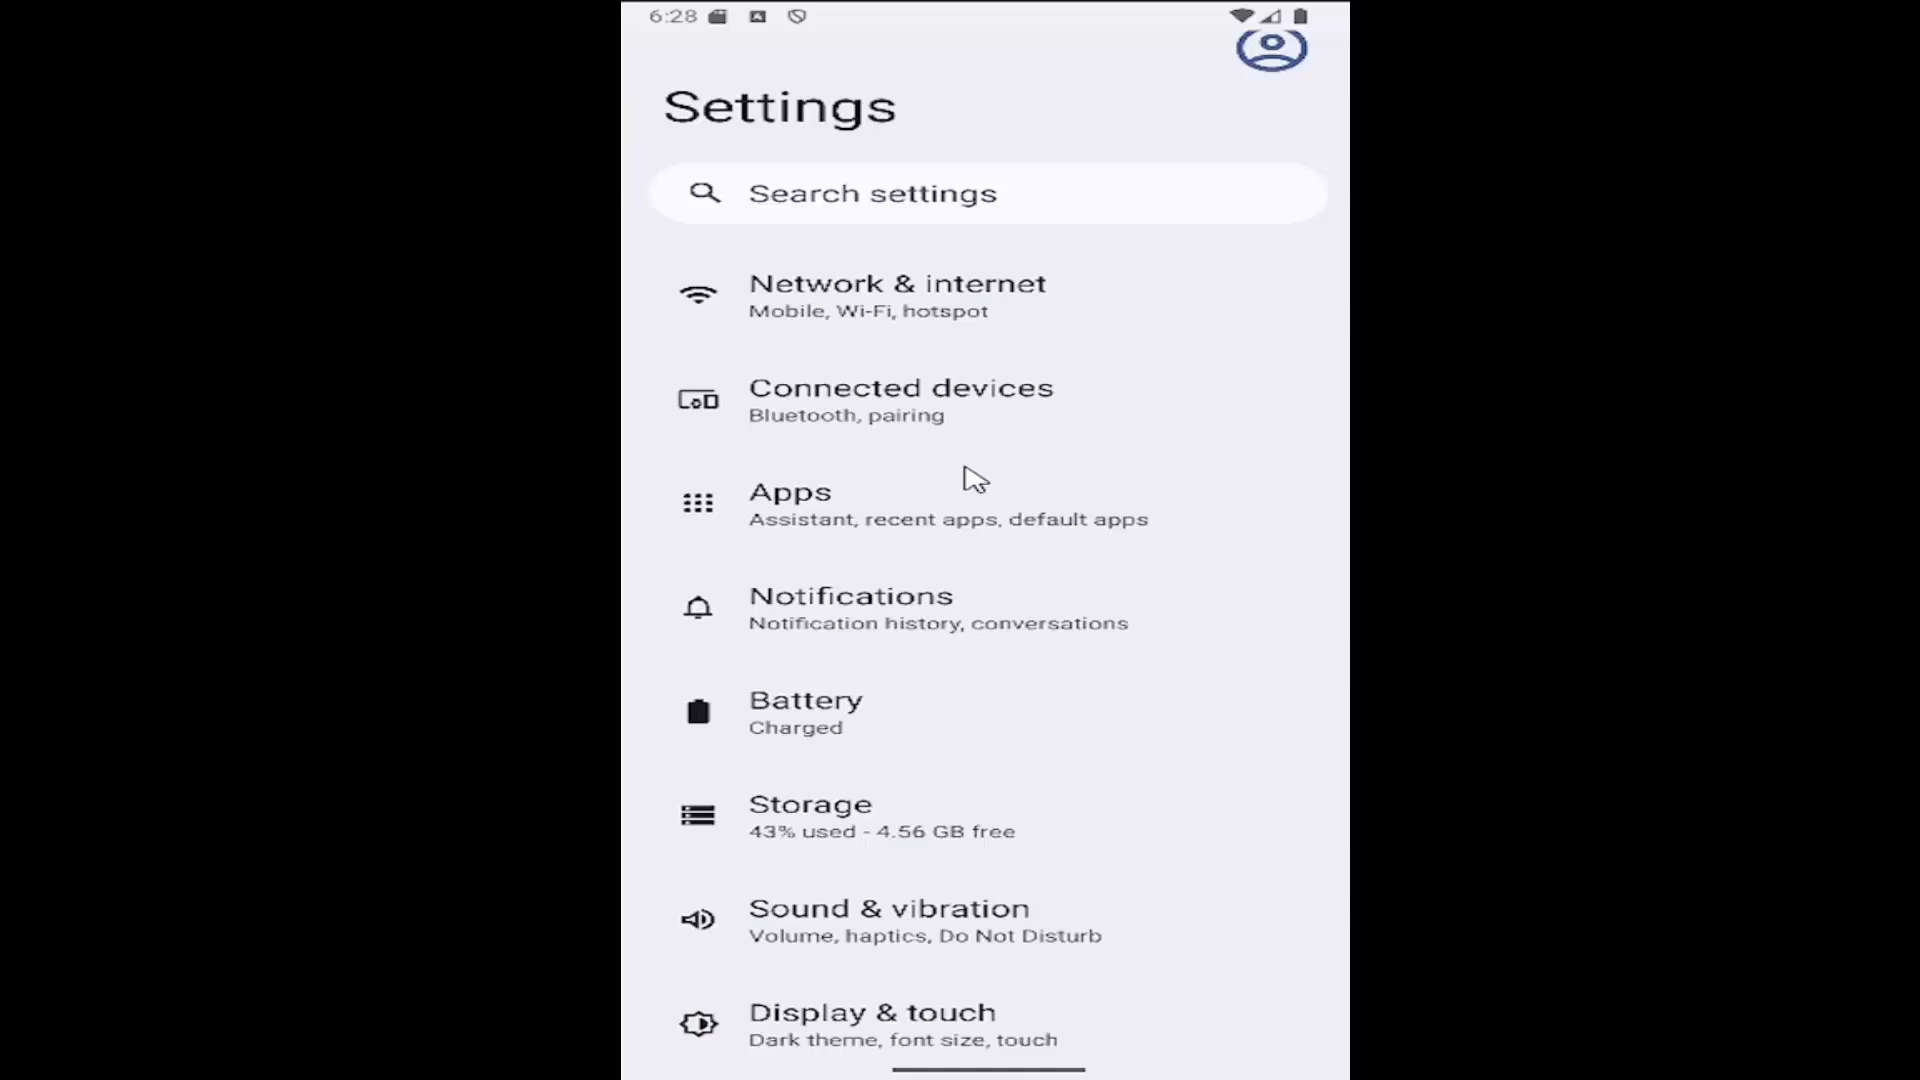 6:28
Settings
Search settings
Network & internet
Mobile, Wi-Fi, hotspot
Connected devices
Bluetooth, pairing
Apps
Assistant, recent apps, default apps
Notifications
Notification history, conversations
Battery
Charged
Storage
43% used - 4.56 GB free
Sound & vibration
Volume, haptics, Do Not Disturb
Display & touch
Dark theme, font size, touch